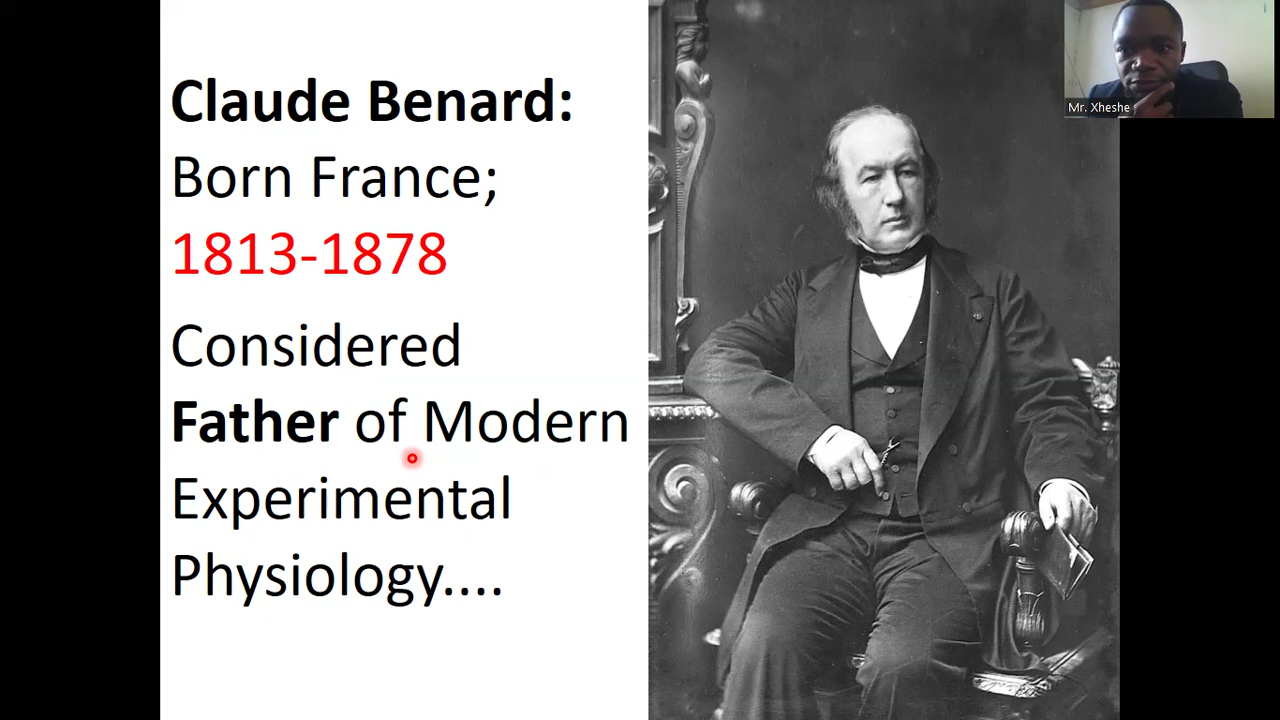 Claude Benard:
Born France;
1813-1878
Considered
Father of Modern
Experimental
Physiology....
Mr. Xheshe